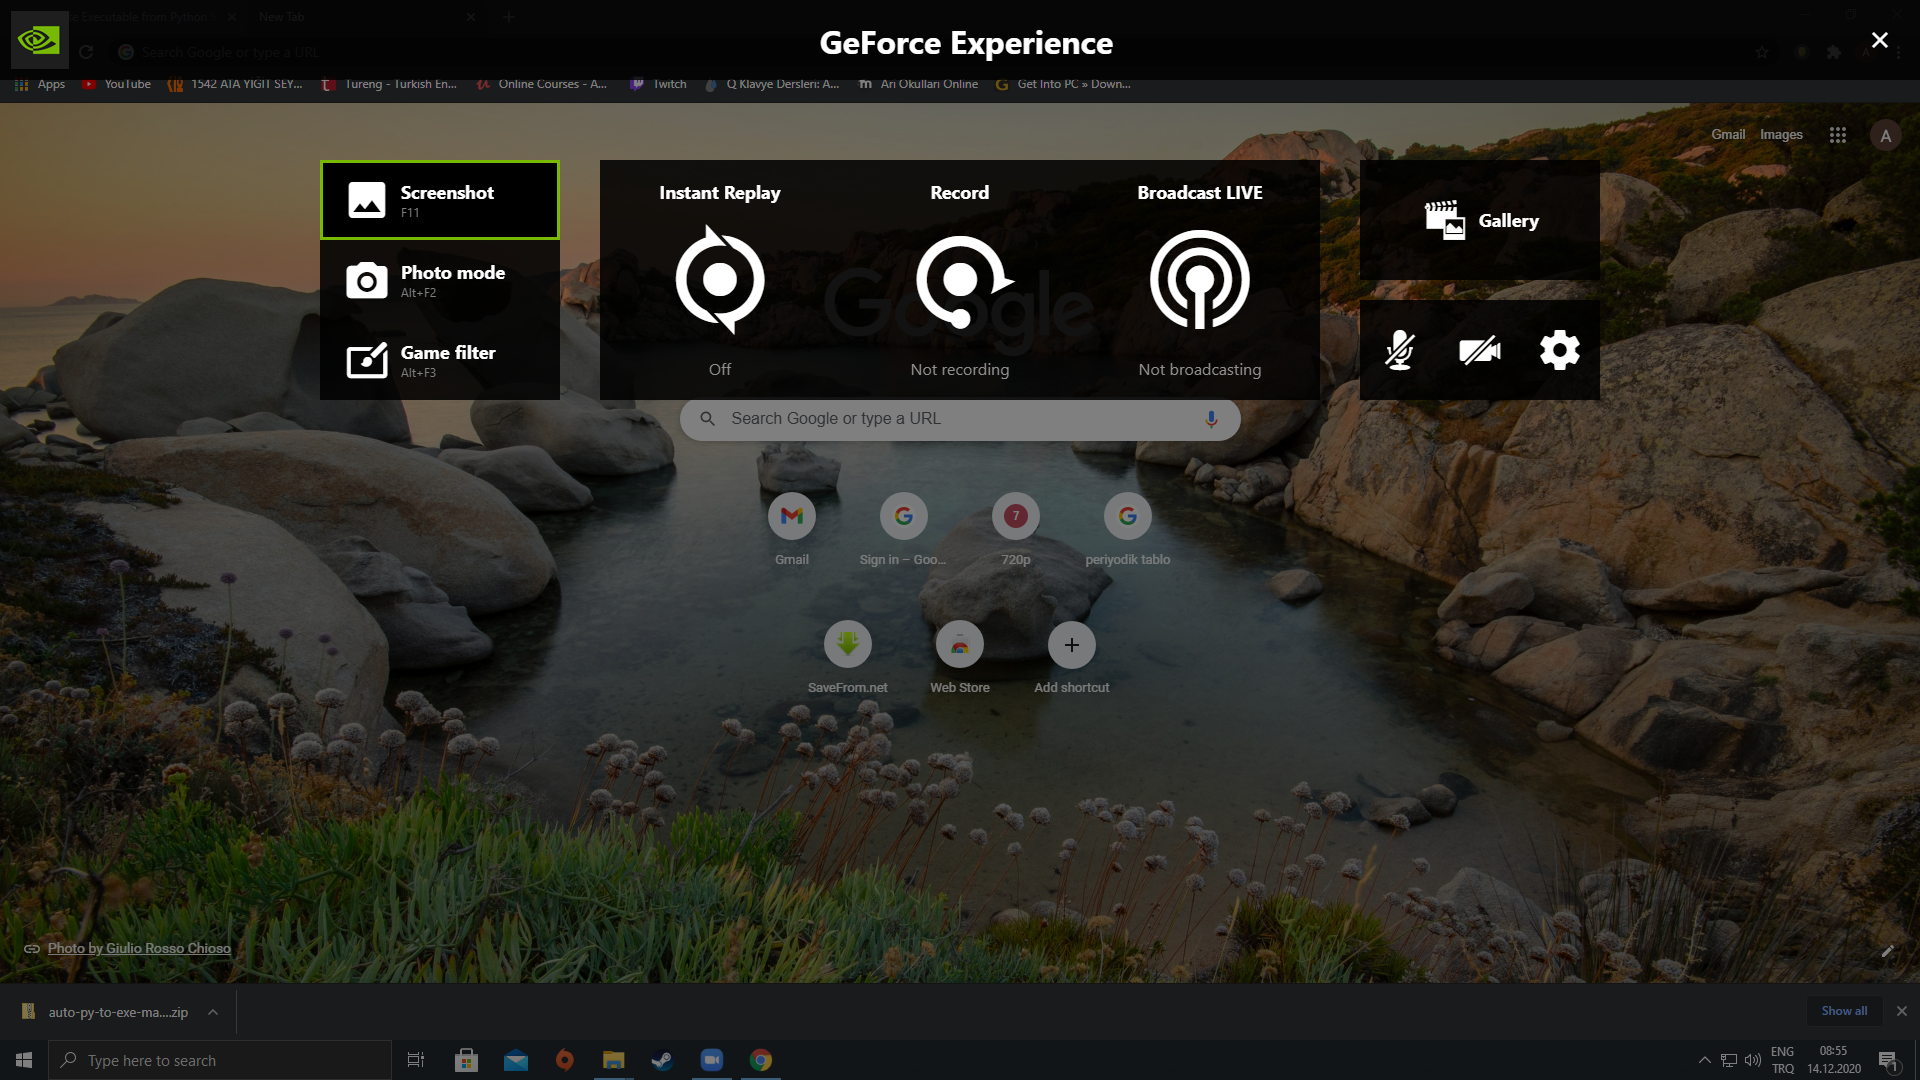 e Executable from Python
New Tab
Search Google or type a URL
GeForce Experience
Apps
YouTube
1542 ATA YIGIT SEY...
Tureng - Turkish En...
Online Courses - A...
Twitch
Q Klavye Dersleri: A...
Arı Okulları Online
Get Into PC » Down...
Gmail
Images
A
Screenshot
F11
Photo mode
Alt+F2
Game filter
Alt+F3
Instant Replay
Off
Record
Not recording
Broadcast LIVE
Not broadcasting
Gallery
Google
Search Google or type a URL
Gmail
Sign in – Goo...
7
720p
periyodik tablo
SaveFrom.net
Web Store
Add shortcut
Photo by Giulio Rosso Chioso
auto-py-to-exe-ma....zip
Show all
Type here to search
ENG
TRQ
08:55
14.12.2020
1